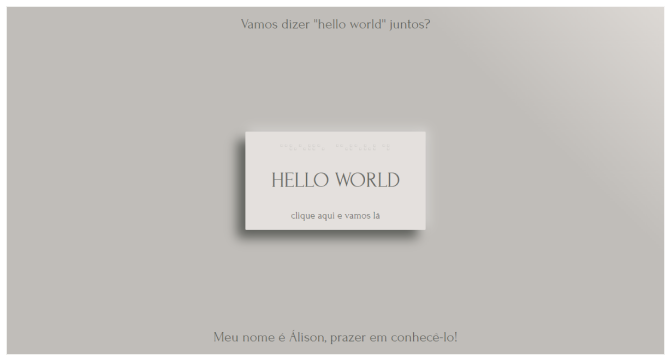 Vamos dizer "hello world" juntos?
HELLO WORLD
clique aqui e vamos lá
Meu nome é Álison, prazer em conhecê-lo!